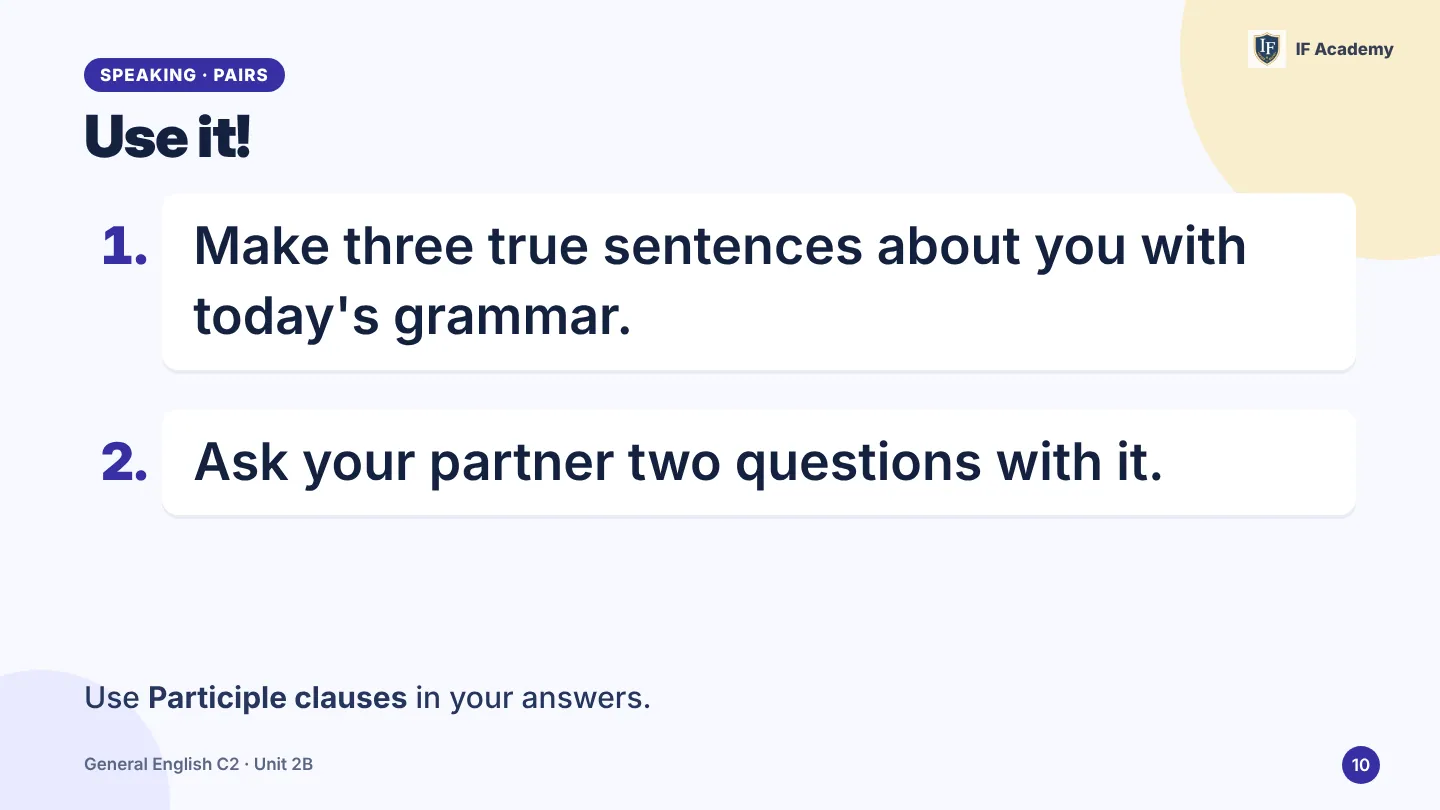 IF
IF Academy
SPEAKING · PAIRS
Use it!
1. Make three true sentences about you with
today's grammar.
2. Ask your partner two questions with it.
Use Participle clauses in your answers.
General English C2 · Unit 2B
10